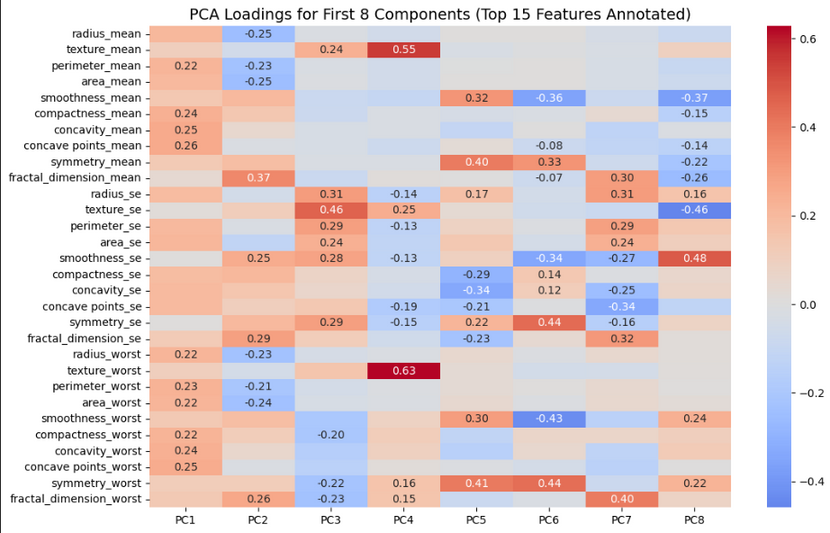 PCA Loadings for First 8 Components (Top 15 Features Annotated)
radius_mean -0.25
texture_mean 0.24 0.55
perimeter_mean 0.22 -0.23
area_mean -0.25
smoothness_mean 0.32 -0.36 -0.37
compactness_mean 0.24 -0.15
concavity_mean 0.25
concave points_mean 0.26 -0.08 -0.14
symmetry_mean 0.40 0.33 -0.22
fractal_dimension_mean 0.37 -0.07 0.30 -0.26
radius_se 0.31 -0.14 0.17 0.31 0.16
texture_se 0.46 0.25 -0.46
perimeter_se 0.29 -0.13 0.29
area_se 0.24 0.24
smoothness_se 0.25 0.28 -0.13 -0.34 -0.27 0.48
compactness_se -0.29 0.14
concavity_se -0.34 0.12 -0.25
concave points_se -0.19 -0.21 -0.34
symmetry_se 0.29 -0.15 0.22 0.44 -0.16
fractal_dimension_se 0.29 -0.23 0.32
radius_worst 0.22 -0.23
texture_worst 0.63
perimeter_worst 0.23 -0.21
area_worst 0.22 -0.24
smoothness_worst 0.30 -0.43 0.24
compactness_worst 0.22 -0.20
concavity_worst 0.24
concave points_worst 0.25
symmetry_worst -0.22 0.16 0.41 0.44 0.22
fractal_dimension_worst 0.26 -0.23 0.15 0.40
PC1 PC2 PC3 PC4 PC5 PC6 PC7 PC8
0.6
0.4
0.2
0.0
−0.2
−0.4